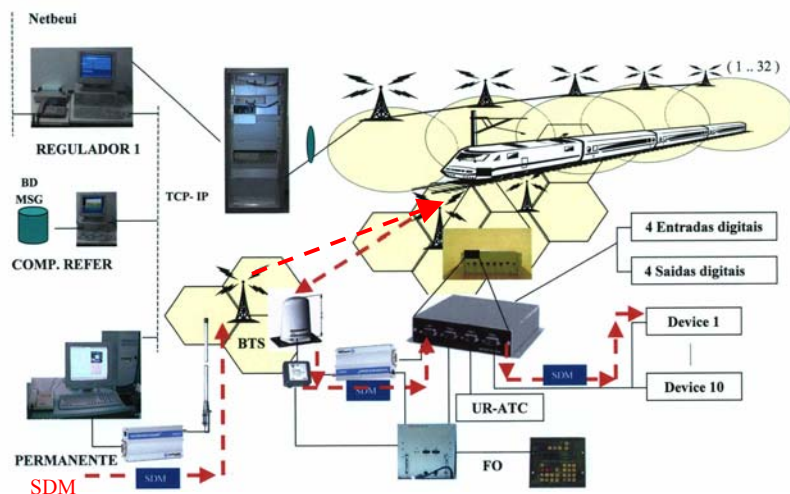 Netbeui
( 1 .. 32 )
REGULADOR 1
BD
MSG
TCP- IP
COMP. REFER
4 Entradas digitais
4 Saidas digitais
BTS
Device 1
SDM
SDM
Device 10
UR-ATC
PERMANENTE
SDM
SDM
FO